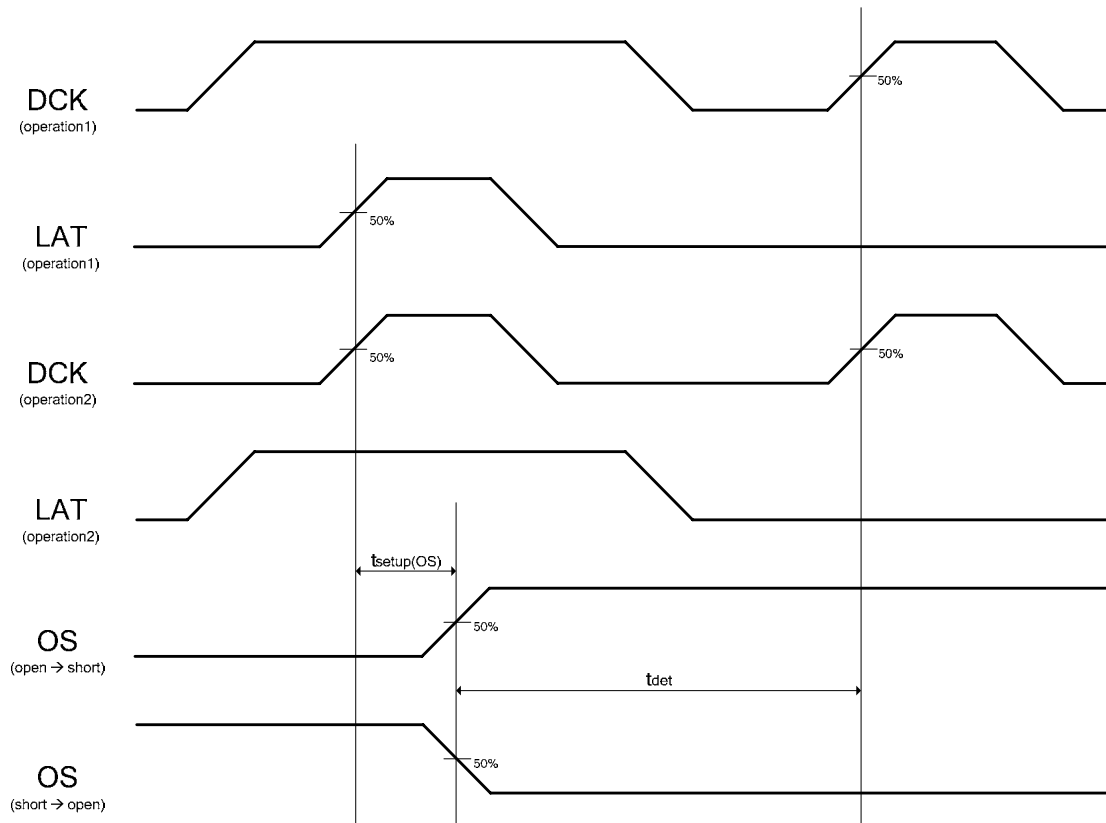 DCK
(operation1)
50%
LAT
(operation1)
50%
DCK
(operation2)
50%
50%
LAT
(operation2)
tsetup(OS)
OS
(open → short)
50%
tdet
OS
(short → open)
50%